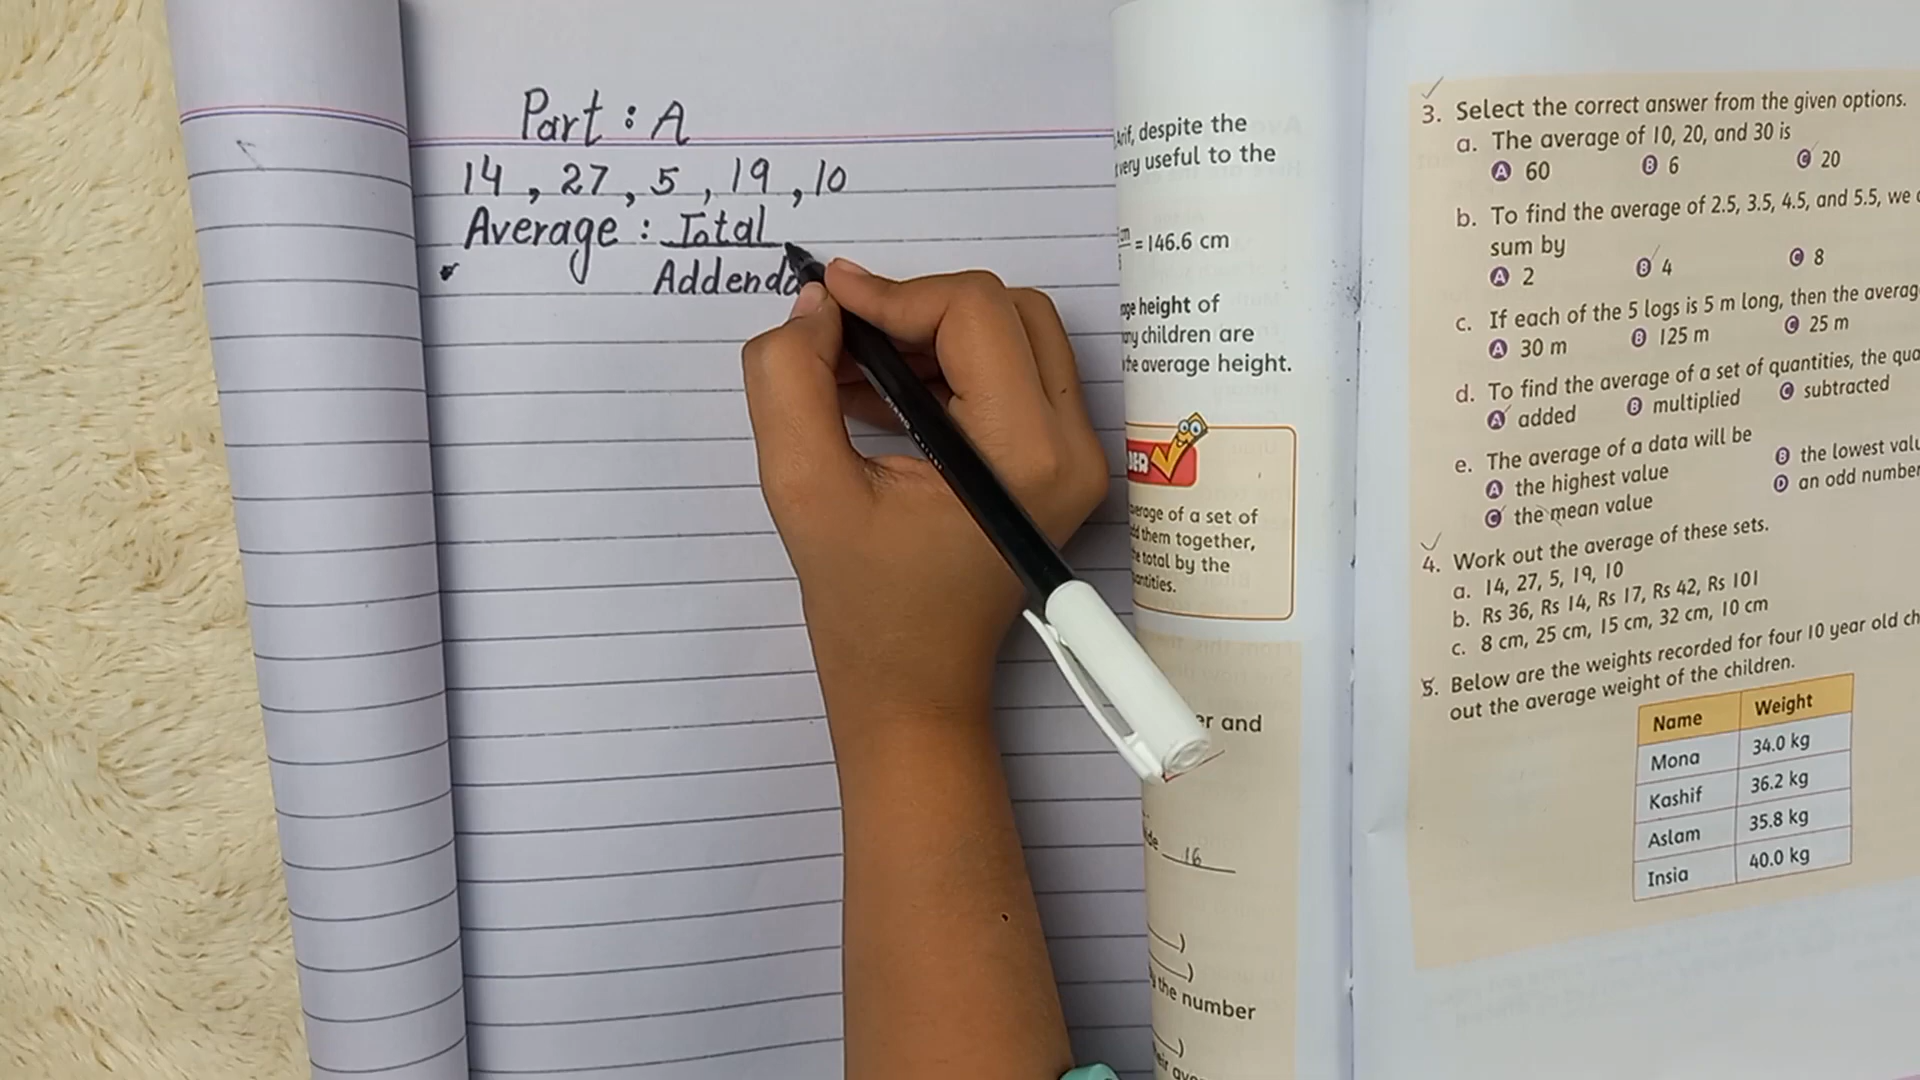 Part : A
14 , 27 , 5 , 19 , 10
Average : Total
Addenda
Arif, despite the
very useful to the
= 146.6 cm
height of
children are
the average height.
of a set of
them together,
total by the
er and
16
)
)
the number
)
3. Select the correct answer from the given options.
a. The average of 10, 20, and 30 is
A 60 B 6 C 20
b. To find the average of 2.5, 3.5, 4.5, and 5.5, we
sum by
A 2 B 4 C 8
c. If each of the 5 logs is 5 m long, then the averag
A 30 m B 125 m C 25 m
d. To find the average of a set of quantities, the qua
A added B multiplied C subtracted
e. The average of a data will be
A the highest value B the lowest valu
C the mean value D an odd number
4. Work out the average of these sets.
a. 14, 27, 5, 19, 10
b. Rs 36, Rs 14, Rs 17, Rs 42, Rs 101
c. 8 cm, 25 cm, 15 cm, 32 cm, 10 cm
5. Below are the weights recorded for four 10 year old ch
out the average weight of the children.
Name Weight
Mona 34.0 kg
Kashif 36.2 kg
Aslam 35.8 kg
Insia 40.0 kg